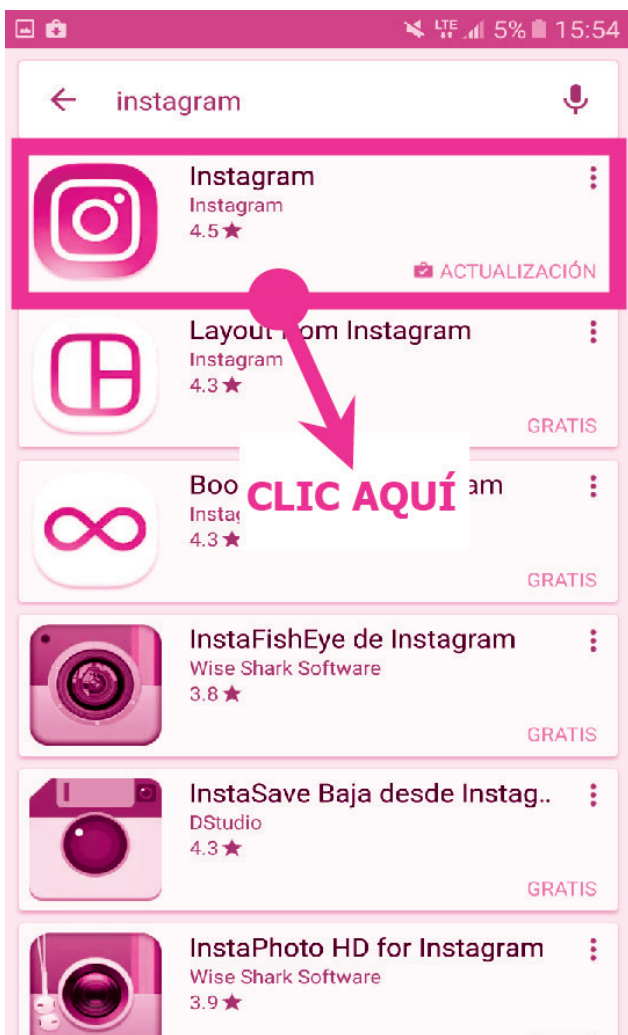 LTE 5% 15:54
instagram
Instagram
Instagram
4.5★
ACTUALIZACIÓN
Layout from Instagram
Instagram
4.3★
GRATIS
Boo am
CLIC AQUÍ
4.3★
GRATIS
InstaFishEye de Instagram
Wise Shark Software
3.8★
GRATIS
InstaSave Baja desde Instag..
DStudio
4.3★
GRATIS
InstaPhoto HD for Instagram
Wise Shark Software
3.9★